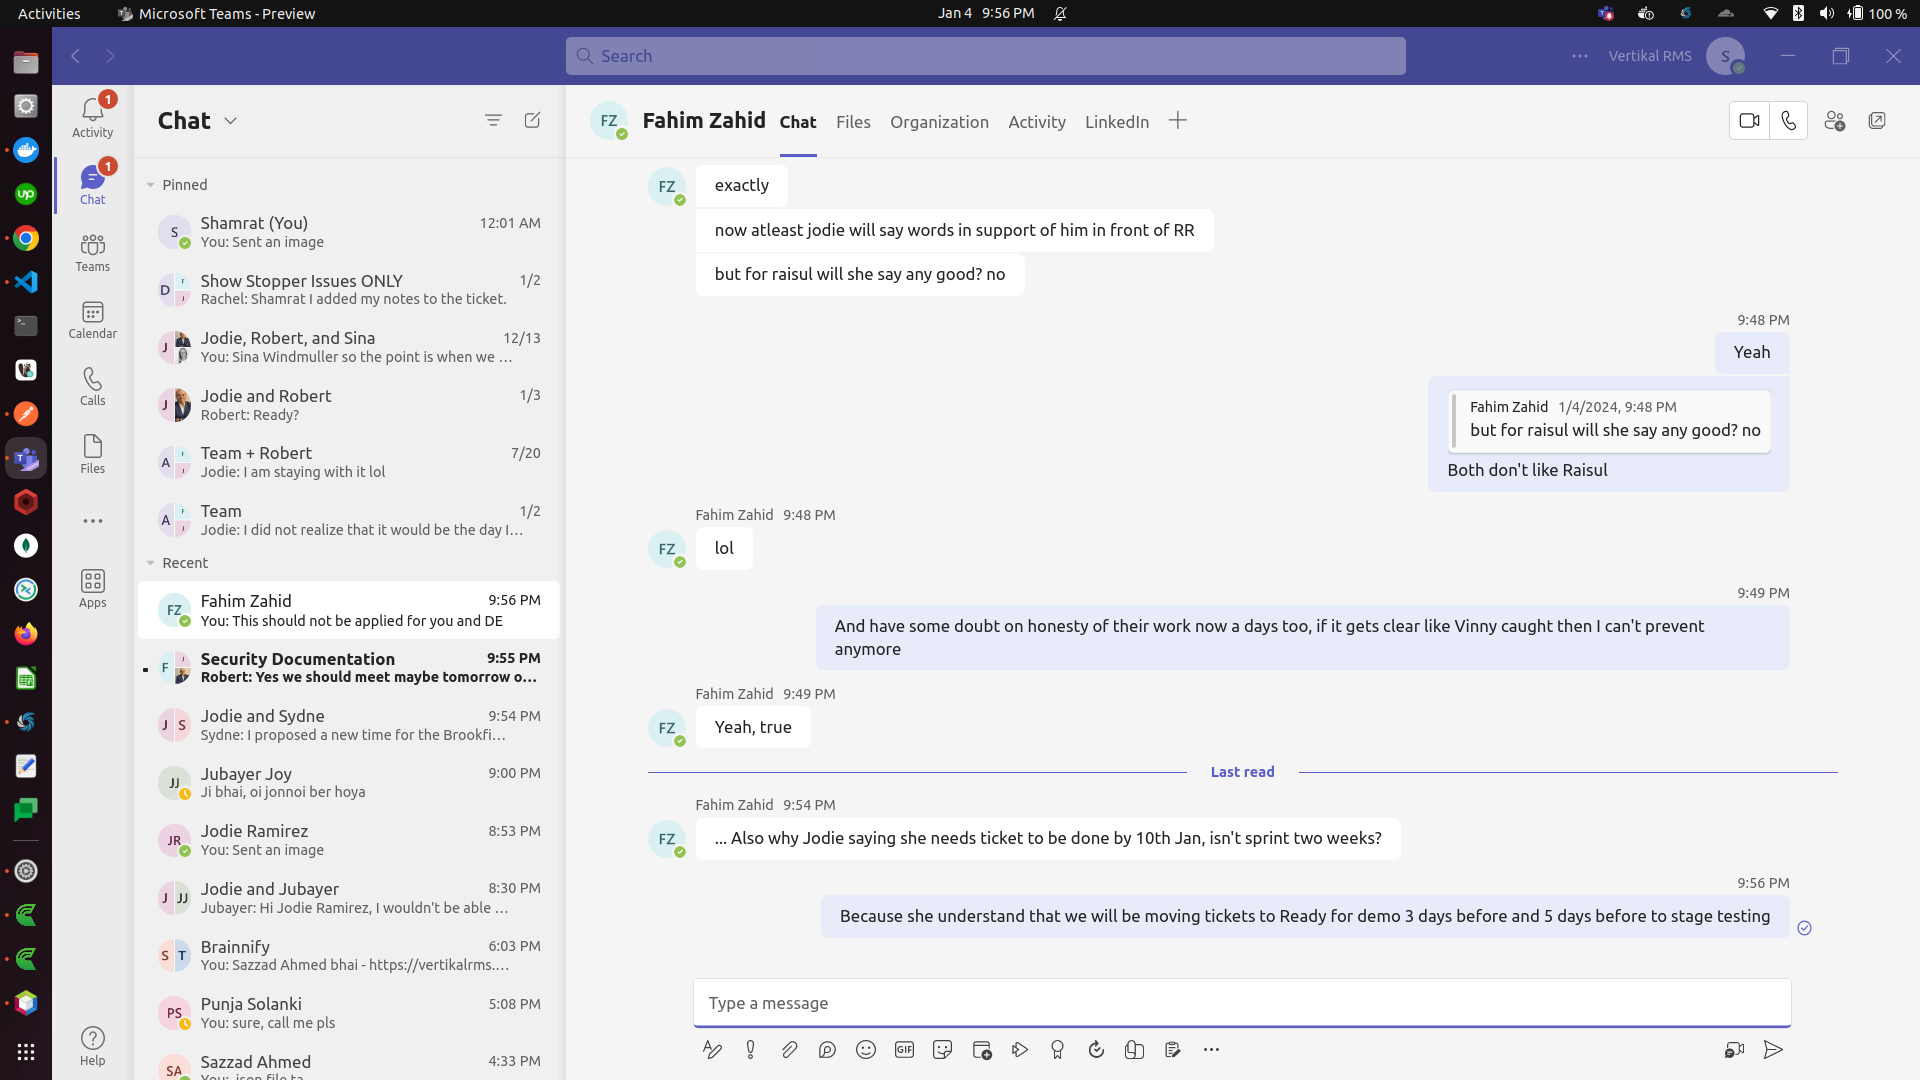 Activities
Microsoft Teams - Preview
Jan 4 9:56 PM
100 %
Search
Vertikal RMS
S
1
Activity
1
Chat
Teams
Calendar
Calls
Files
Apps
Help
Chat
Pinned
S
Shamrat (You)
12:01 AM
You: Sent an image
D
F
J
Show Stopper Issues ONLY
1/2
Rachel: Shamrat I added my notes to the ticket.
J
Jodie, Robert, and Sina
12/13
You: Sina Windmuller so the point is when we ...
J
Jodie and Robert
1/3
Robert: Ready?
A
F
J
Team + Robert
7/20
Jodie: I am staying with it lol
A
F
J
Team
1/2
Jodie: I did not realize that it would be the day I...
Recent
FZ
Fahim Zahid
9:56 PM
You: This should not be applied for you and DE
F
J
Security Documentation
9:55 PM
Robert: Yes we should meet maybe tomorrow o...
J S
Jodie and Sydne
9:54 PM
Sydne: I proposed a new time for the Brookfi...
JJ
Jubayer Joy
9:00 PM
Ji bhai, oi jonnoi ber hoya
JR
Jodie Ramirez
8:53 PM
You: Sent an image
J JJ
Jodie and Jubayer
8:30 PM
Jubayer: Hi Jodie Ramirez, I wouldn't be able ...
S T
Brainnify
6:03 PM
You: Sazzad Ahmed bhai - https://vertikalrms....
PS
Punja Solanki
5:08 PM
You: sure, call me pls
SA
Sazzad Ahmed
4:33 PM
You: .json file ta
FZ
Fahim Zahid
Chat
Files
Organization
Activity
LinkedIn
FZ
exactly
now atleast jodie will say words in support of him in front of RR
but for raisul will she say any good? no
9:48 PM
Yeah
Fahim Zahid 1/4/2024, 9:48 PM
but for raisul will she say any good? no
Both don't like Raisul
Fahim Zahid 9:48 PM
FZ
lol
9:49 PM
And have some doubt on honesty of their work now a days too, if it gets clear like Vinny caught then I can't prevent
anymore
Fahim Zahid 9:49 PM
FZ
Yeah, true
Last read
Fahim Zahid 9:54 PM
FZ
... Also why Jodie saying she needs ticket to be done by 10th Jan, isn't sprint two weeks?
9:56 PM
Because she understand that we will be moving tickets to Ready for demo 3 days before and 5 days before to stage testing
Type a message
GIF